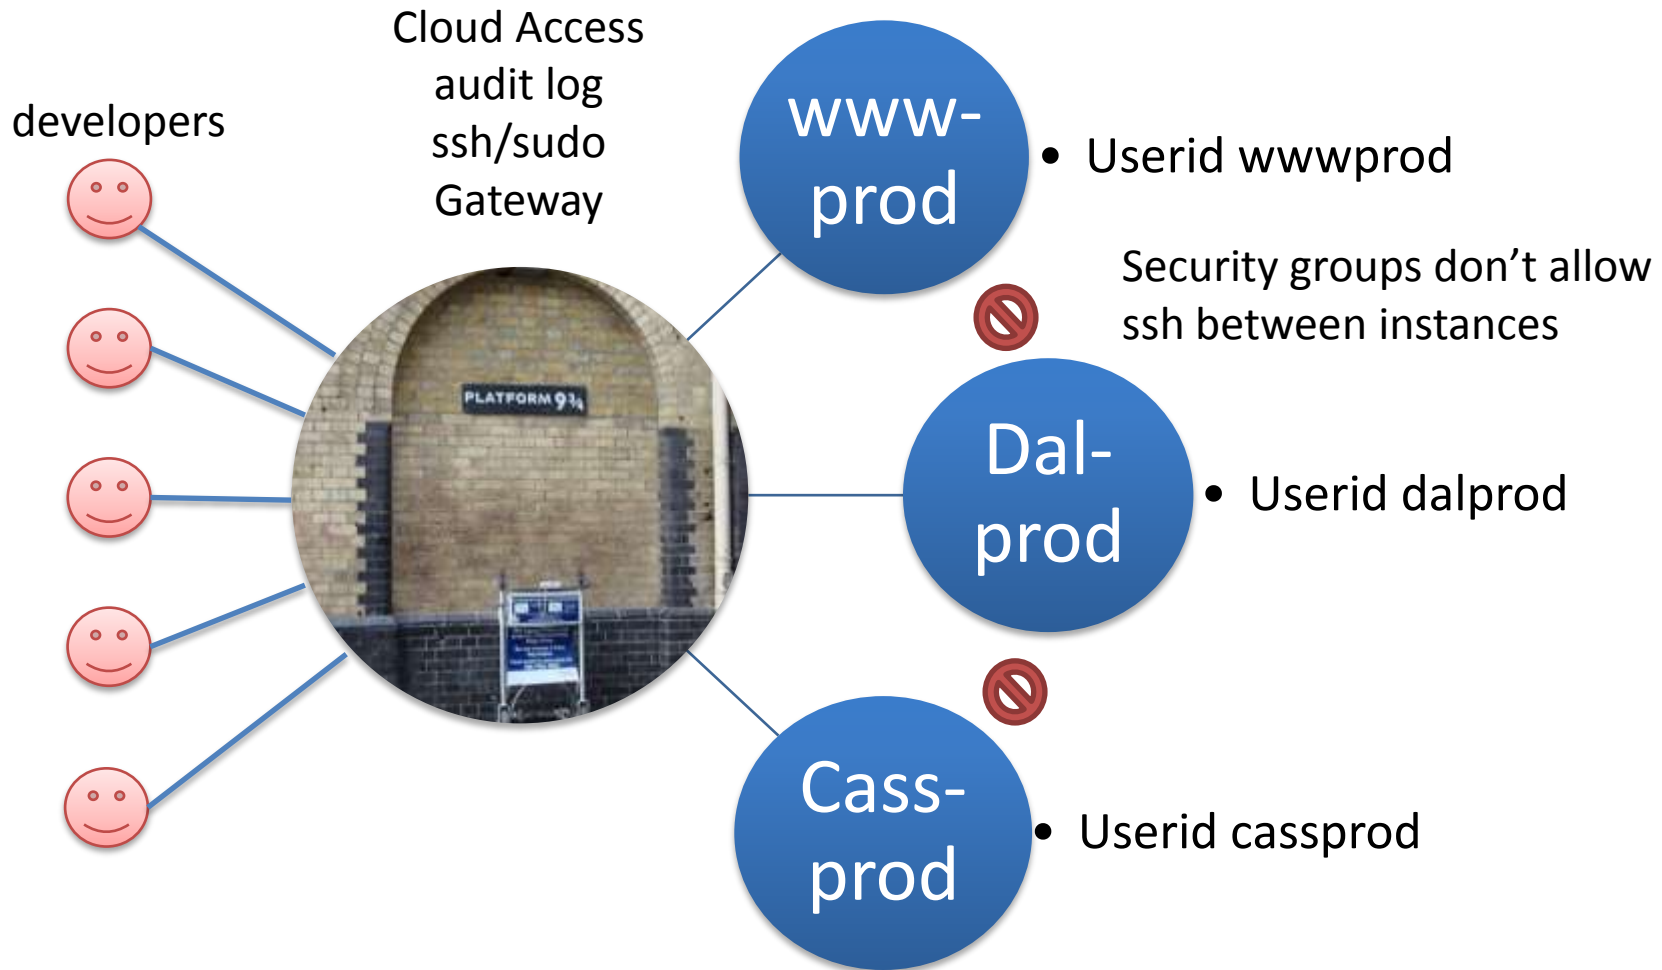 Cloud Access
audit log
ssh/sudo
Gateway
developers
www-
prod
• Userid wwwprod
Security groups don’t allow
ssh between instances
PLATFORM 9¾
Dal-
prod
• Userid dalprod
Cass-
prod
• Userid cassprod